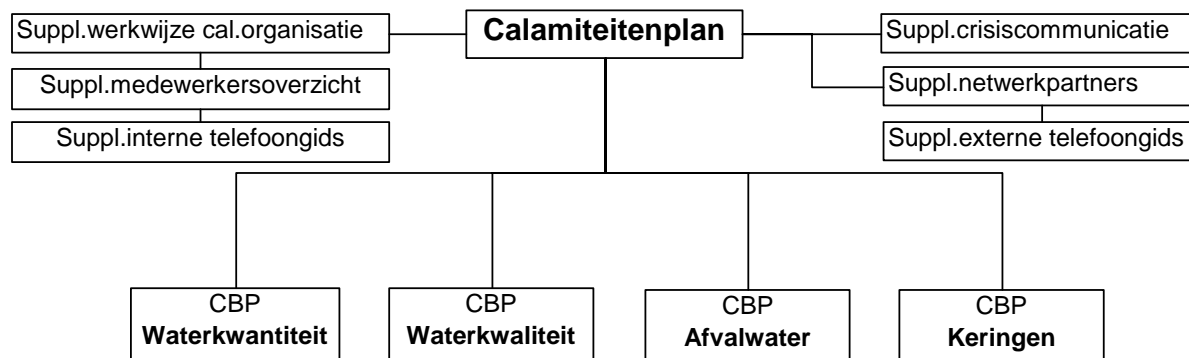 Suppl.werkwijze cal.organisatie
Suppl.medewerkersoverzicht
Suppl.interne telefoongids
Calamiteitenplan
Suppl.crisiscommunicatie
Suppl.netwerkpartners
Suppl.externe telefoongids
CBP
Waterkwantiteit
CBP
Waterkwaliteit
CBP
Afvalwater
CBP
Keringen